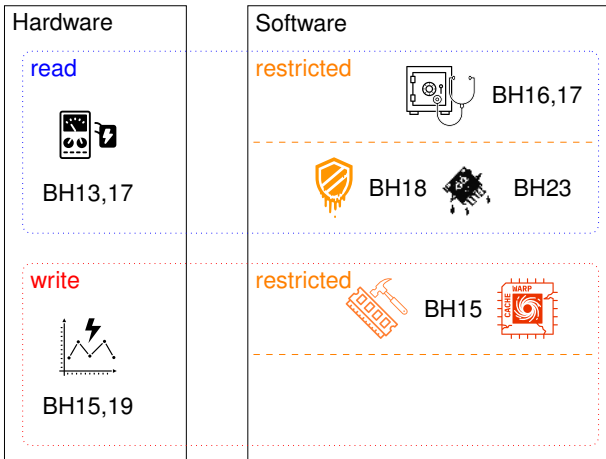 Hardware
Software
read
restricted
BH16,17
BH13,17
BH18
BH23
write
restricted
BH15
CACHE
WARP
BH15,19